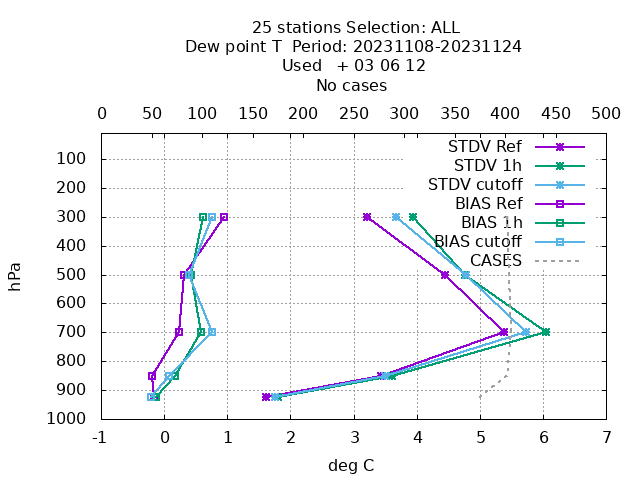 25 stations Selection: ALL
Dew point T  Period: 20231108-20231124
Used   + 03 06 12
No cases
0 50 100 150 200 250 300 350 400 450 500
STDV Ref
STDV 1h
STDV cutoff
BIAS Ref
BIAS 1h
BIAS cutoff
CASES
100
200
300
400
500
600
700
800
900
1000
hPa
-1 0 1 2 3 4 5 6 7
deg C